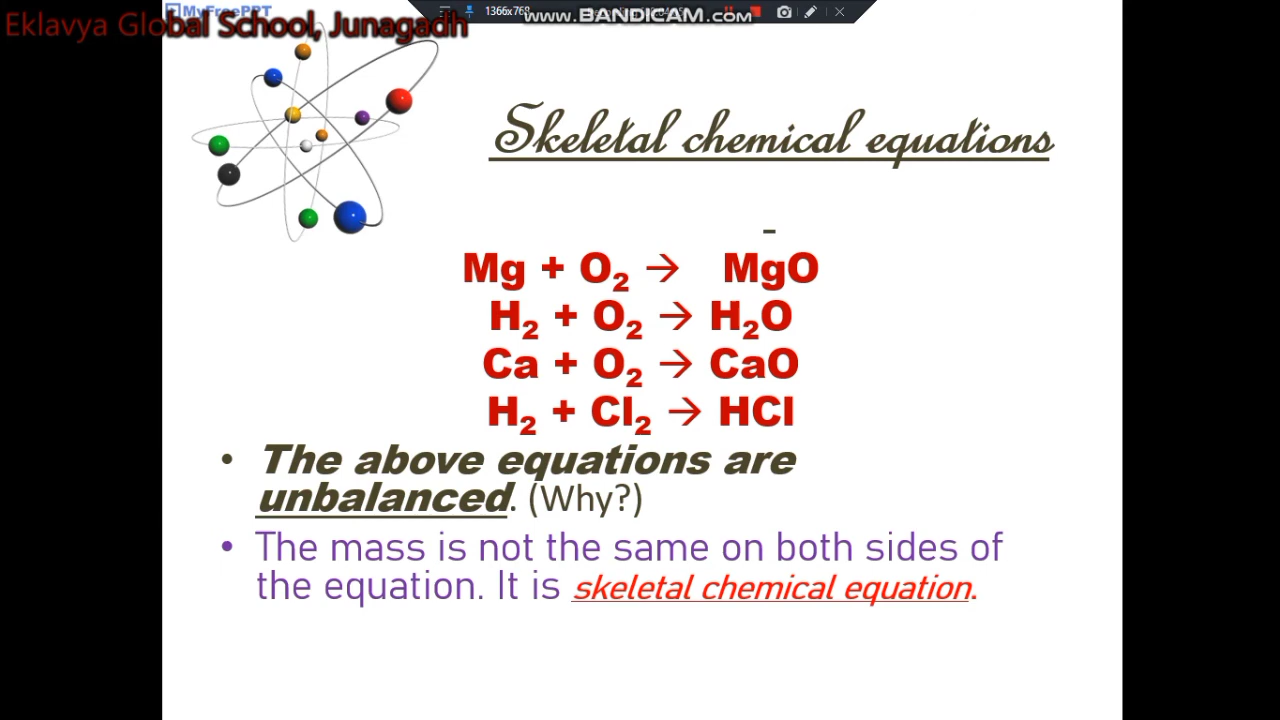 MyFreePPT
1366x768
www.BANDICAM.com
Eklavya Global School, Junagadh
Skeletal chemical equations
-
Mg + O2 → MgO
H2 + O2 → H2O
Ca + O2 → CaO
H2 + Cl2 → HCl
• The above equations are
unbalanced. (Why?)
• The mass is not the same on both sides of
the equation. It is skeletal chemical equation.